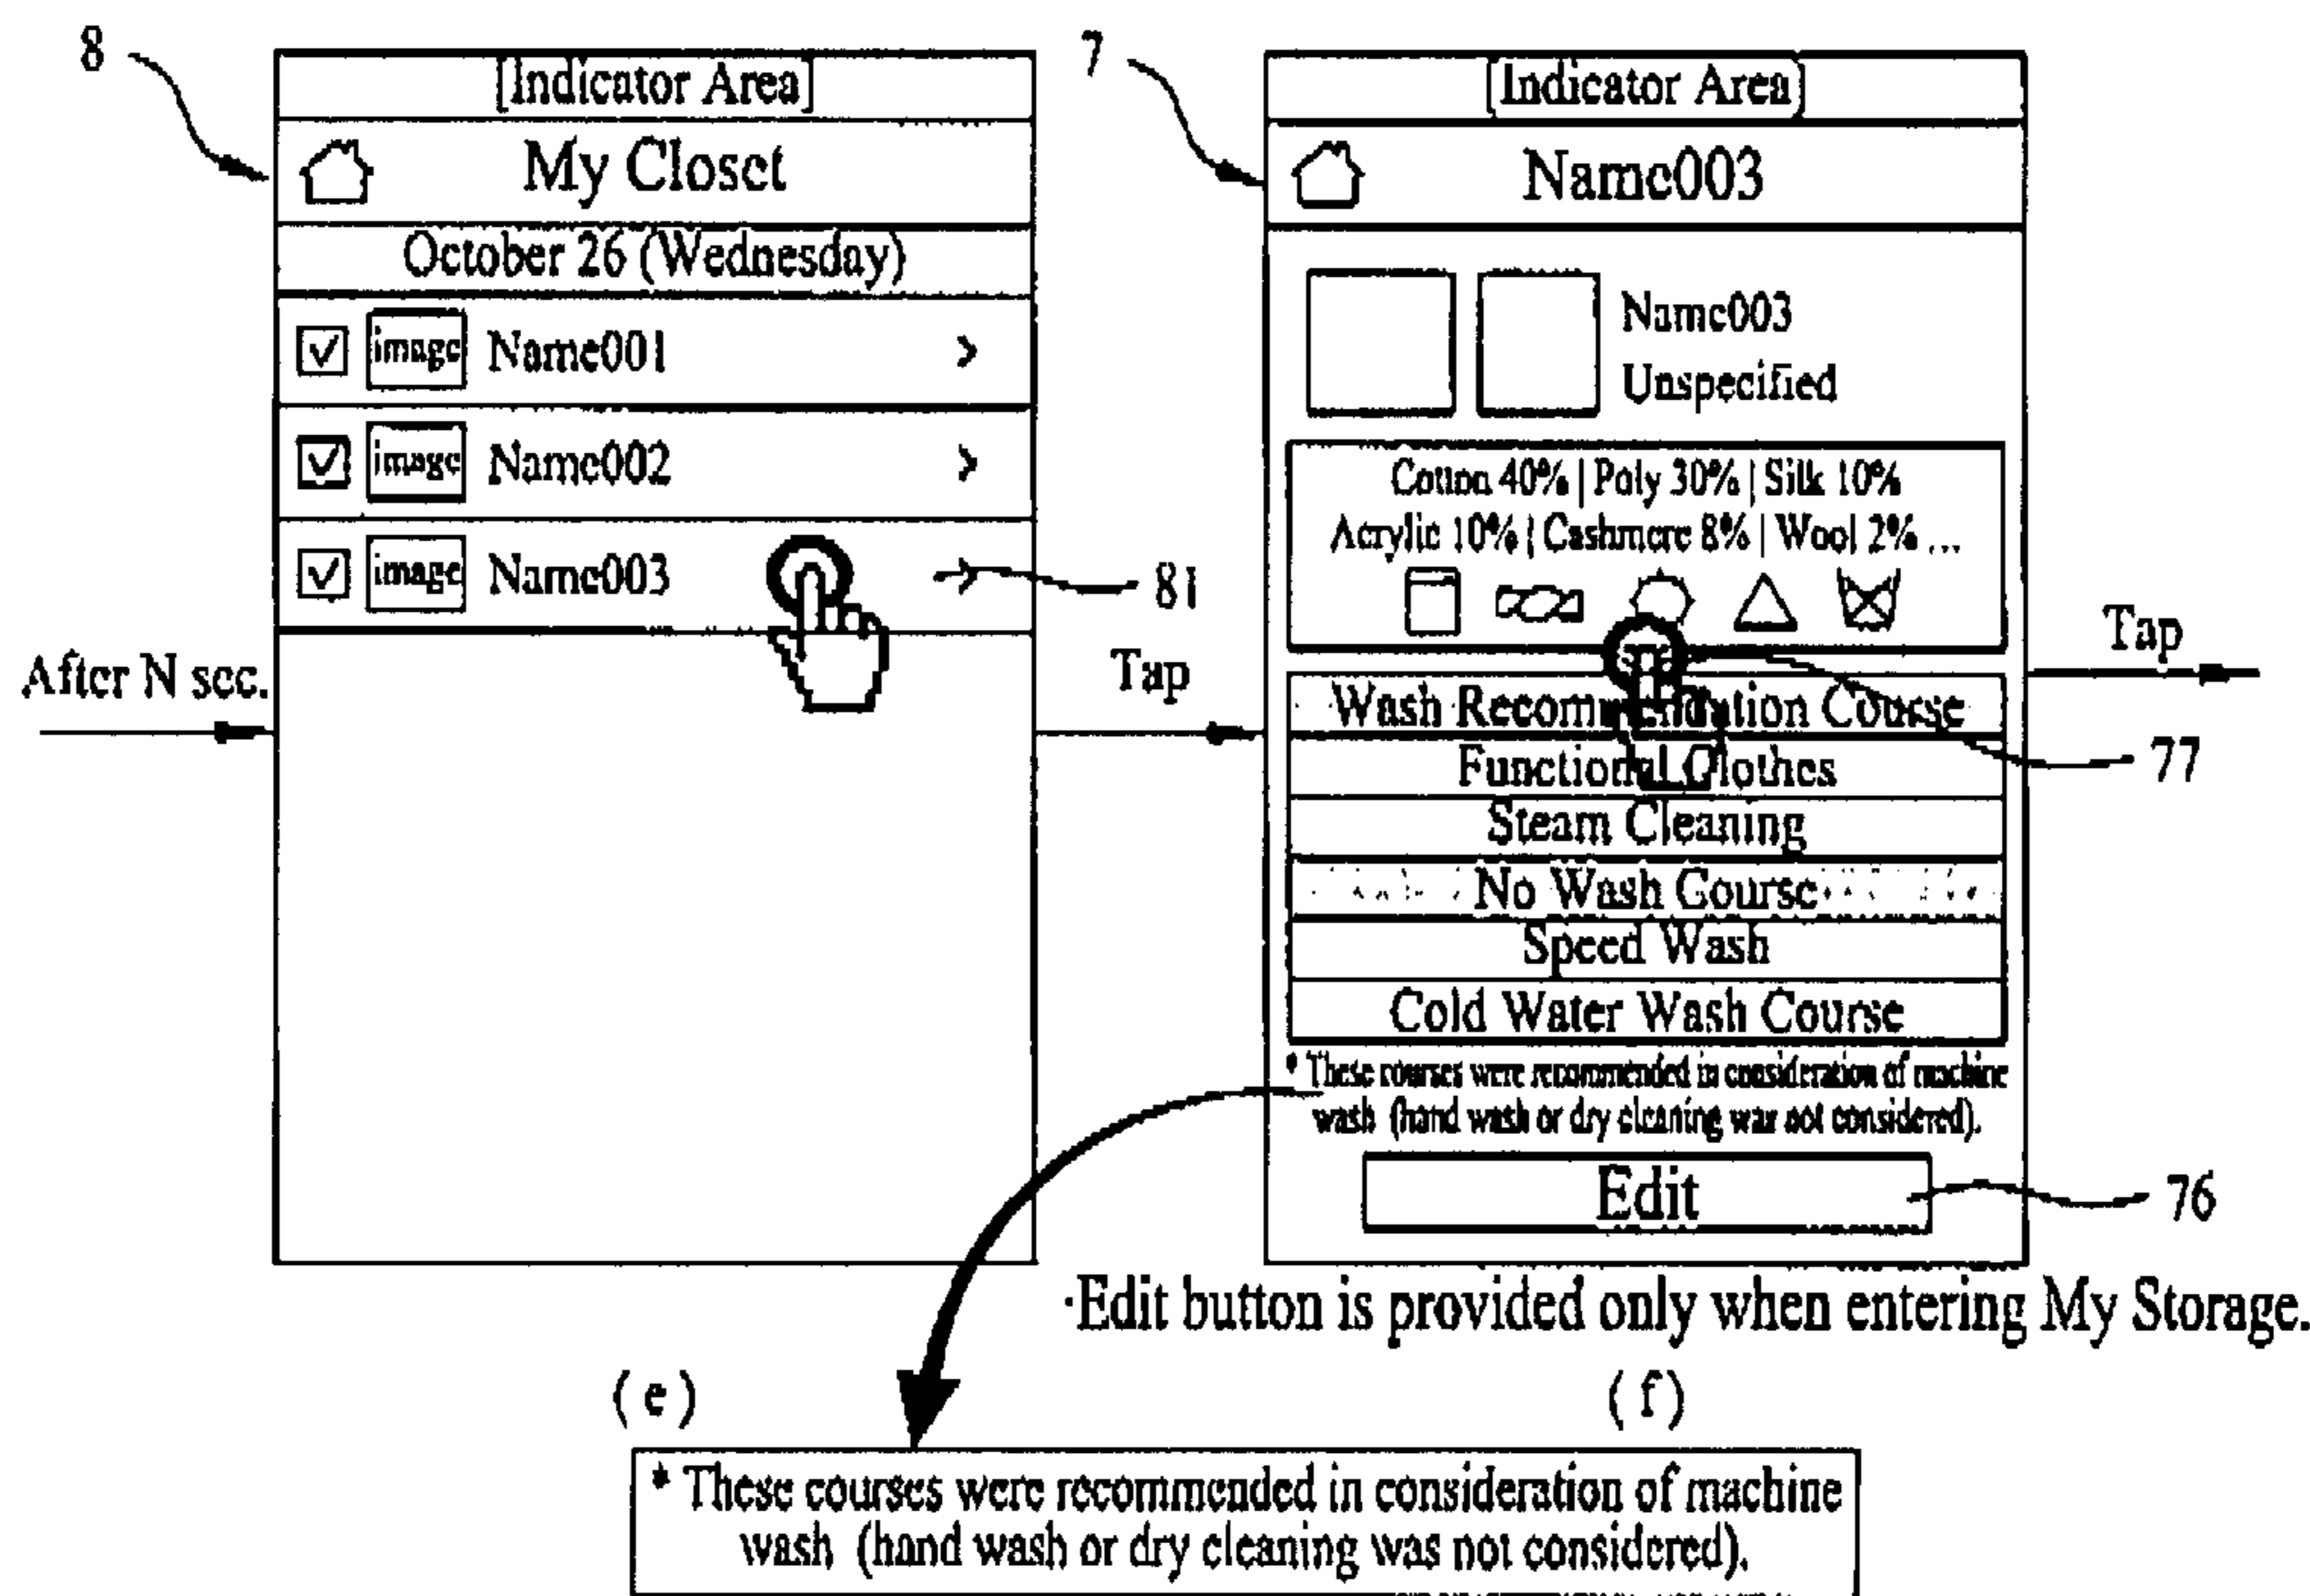 8
[Indicator Area]
My Closet
October 26 (Wednesday)
image Name001 >
image Name002 >
image Name003
81
After N sec.
Tap
7
[Indicator Area]
Name003
Name003
Unspecified
Cotton 40% | Poly 30% | Silk 10%
Acrylic 10% | Cashmere 8% | Wool 2% ...
Tap
77
Wash Recommendation Course
Functional Clothes
Steam Cleaning
No Wash Course
Speed Wash
Cold Water Wash Course
* These courses were recommended in consideration of machine
wash (hand wash or dry cleaning war not considered).
Edit
76
·Edit button is provided only when entering My Storage.
(e)
(f)
* These courses were recommended in consideration of machine
wash (hand wash or dry cleaning was not considered).